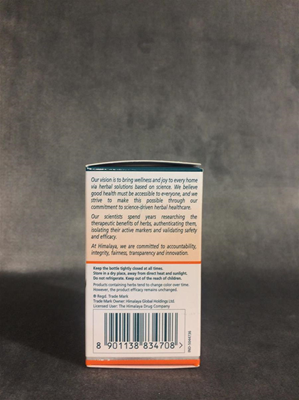 Our vision is to bring wellness and joy to every home
via herbal solutions based on science. We believe
good health must be accessible to everyone, and we
strive to make this possible through our
commitment to science-driven herbal healthcare.
Our scientists spend years researching the
therapeutic benefits of herbs, authenticating them,
isolating their active markers and validating safety
and efficacy.
At Himalaya, we are committed to accountability,
integrity, fairness, transparency and innovation.
Keep the bottle tightly closed at all times.
Store in a dry place, away from direct heat and sunlight.
Do not refrigerate. Keep out of the reach of children.
Products containing herbs tend to change color over time.
However, the product efficacy remains unchanged.
® Regd. Trade Mark
Trade Mark Owner: Himalaya Global Holdings Ltd.
Licensed User: The Himalaya Drug Company
8 901138 834708 >